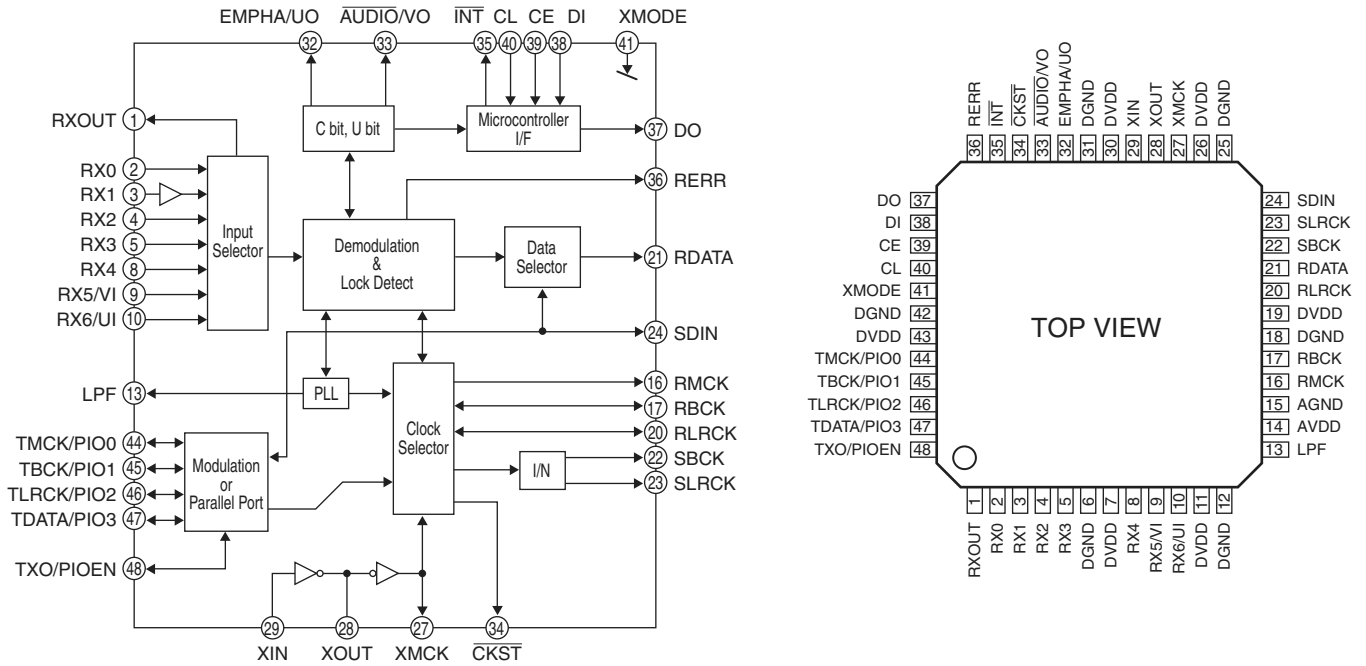 EMPHA/UO AUDIO/VO INT CL CE DI XMODE
32 33 35 40 39 38 41
RXOUT 1
C bit, U bit
Microcontroller
I/F
37 DO
RX0 2
RX1 3
RX2 4
RX3 5
RX4 8
RX5/VI 9
RX6/UI 10
Input
Selector
36 RERR
Demodulation
&
Lock Detect
Data
Selector
21 RDATA
24 SDIN
LPF 13
PLL
Clock
Selector
16 RMCK
17 RBCK
20 RLRCK
I/N
22 SBCK
23 SLRCK
TMCK/PIO0 44
TBCK/PIO1 45
TLRCK/PIO2 46
TDATA/PIO3 47
Modulation
or
Parallel Port
TXO/PIOEN 48
29 28 27 34
XIN XOUT XMCK CKST
RERR
INT
CKST
AUDIO/VO
EMPHA/UO
DGND
DVDD
XIN
XOUT
XMCK
DVDD
DGND
36 35 34 33 32 31 30 29 28 27 26 25
DO 37
DI 38
CE 39
CL 40
XMODE 41
DGND 42
DVDD 43
TMCK/PIO0 44
TBCK/PIO1 45
TLRCK/PIO2 46
TDATA/PIO3 47
TXO/PIOEN 48
TOP VIEW
24 SDIN
23 SLRCK
22 SBCK
21 RDATA
20 RLRCK
19 DVDD
18 DGND
17 RBCK
16 RMCK
15 AGND
14 AVDD
13 LPF
1 2 3 4 5 6 7 8 9 10 11 12
RXOUT
RX0
RX1
RX2
RX3
DGND
DVDD
RX4
RX5/VI
RX6/UI
DVDD
DGND